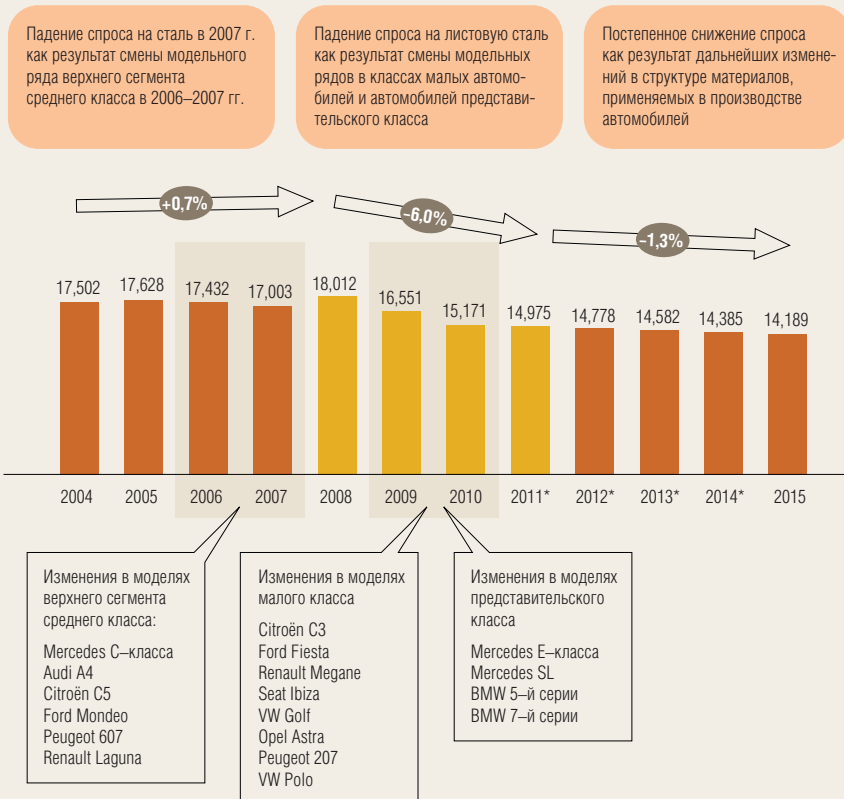 Падение спроса на сталь в 2007 г.
как результат смены модельного
ряда верхнего сегмента
среднего класса в 2006–2007 гг.
Падение спроса на листовую сталь
как результат смены модельных
рядов в классах малых автомо-
билей и автомобилей представи-
тельского класса
Постепенное снижение спроса
как результат дальнейших измене-
ний в структуре материалов,
применяемых в производстве
автомобилей
+0,7%
–6,0%
–1,3%
17,502
17,628
17,432
17,003
18,012
16,551
15,171
14,975
14,778
14,582
14,385
14,189
2004
2005
2006
2007
2008
2009
2010
2011*
2012*
2013*
2014*
2015
Изменения в моделях
верхнего сегмента
среднего класса:
Mercedes C–класса
Audi A4
Citroën C5
Ford Mondeo
Peugeot 607
Renault Laguna
Изменения в моделях
малого класса
Citroën C3
Ford Fiesta
Renault Megane
Seat Ibiza
VW Golf
Opel Astra
Peugeot 207
VW Polo
Изменения в моделях
представительского
класса
Mercedes E–класса
Mercedes SL
BMW 5–й серии
BMW 7–й серии